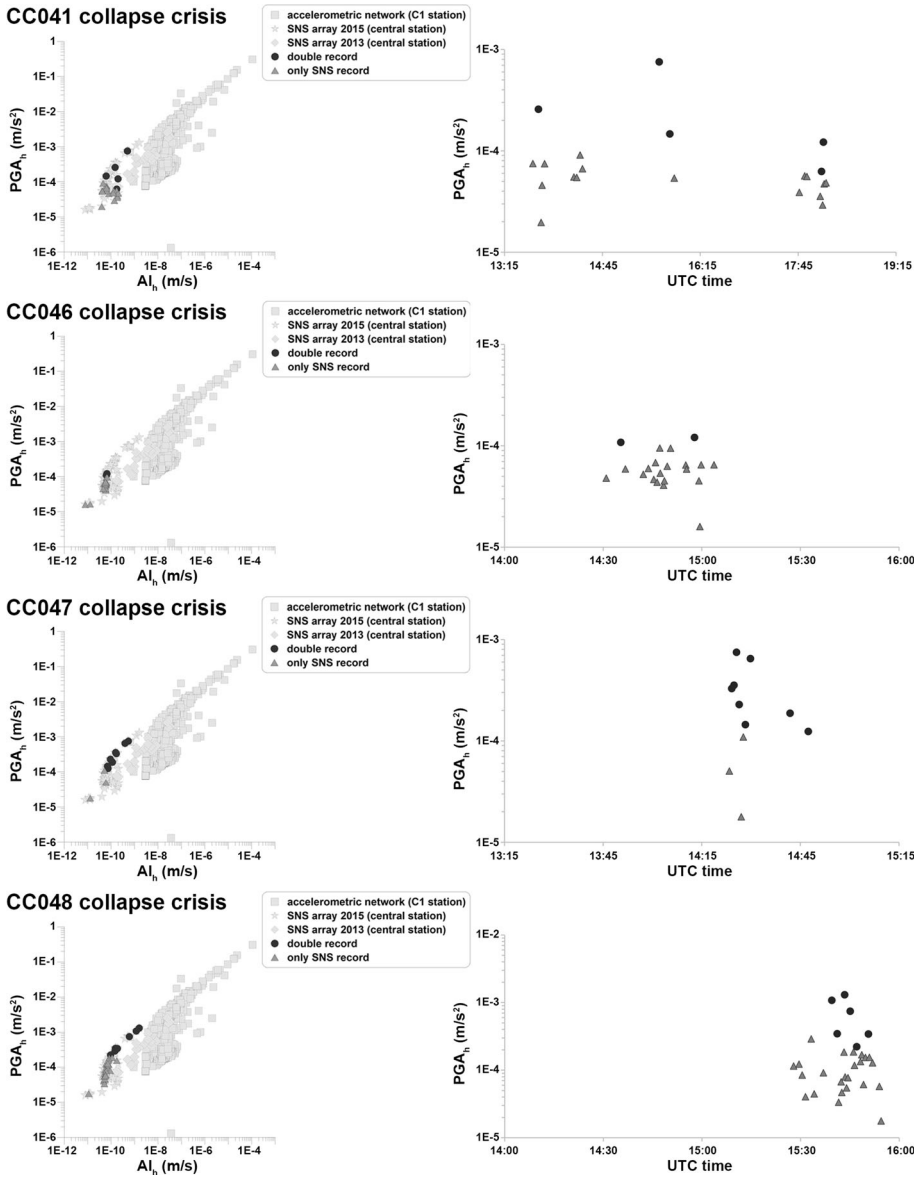 CC041 collapse crisis
accelerometric network (C1 station)
SNS array 2015 (central station)
SNS array 2013 (central station)
double record
only SNS record
1
1E-1
1E-2
1E-3
1E-4
1E-5
1E-6
PGAh (m/s²)
1E-12 1E-10 1E-8 1E-6 1E-4
AIh (m/s)
1E-3
1E-4
1E-5
PGAh (m/s²)
13:15 14:45 16:15 17:45 19:15
UTC time
CC046 collapse crisis
accelerometric network (C1 station)
SNS array 2015 (central station)
SNS array 2013 (central station)
double record
only SNS record
1
1E-1
1E-2
1E-3
1E-4
1E-5
1E-6
PGAh (m/s²)
1E-12 1E-10 1E-8 1E-6 1E-4
AIh (m/s)
1E-3
1E-4
1E-5
PGAh (m/s²)
14:00 14:30 15:00 15:30 16:00
UTC time
CC047 collapse crisis
accelerometric network (C1 station)
SNS array 2015 (central station)
SNS array 2013 (central station)
double record
only SNS record
1
1E-1
1E-2
1E-3
1E-4
1E-5
1E-6
PGAh (m/s²)
1E-12 1E-10 1E-8 1E-6 1E-4
AIh (m/s)
1E-3
1E-4
1E-5
PGAh (m/s²)
13:15 13:45 14:15 14:45 15:15
UTC time
CC048 collapse crisis
accelerometric network (C1 station)
SNS array 2015 (central station)
SNS array 2013 (central station)
double record
only SNS record
1
1E-1
1E-2
1E-3
1E-4
1E-5
1E-6
PGAh (m/s²)
1E-12 1E-10 1E-8 1E-6 1E-4
AIh (m/s)
1E-2
1E-3
1E-4
1E-5
PGAh (m/s²)
14:00 14:30 15:00 15:30 16:00
UTC time